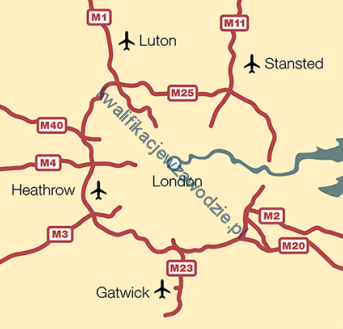 M1
M11
Luton
Stansted
M25
M40
M4
London
Heathrow
M2
M3
M20
M23
Gatwick
kwalifikacjewzawodzie.pl